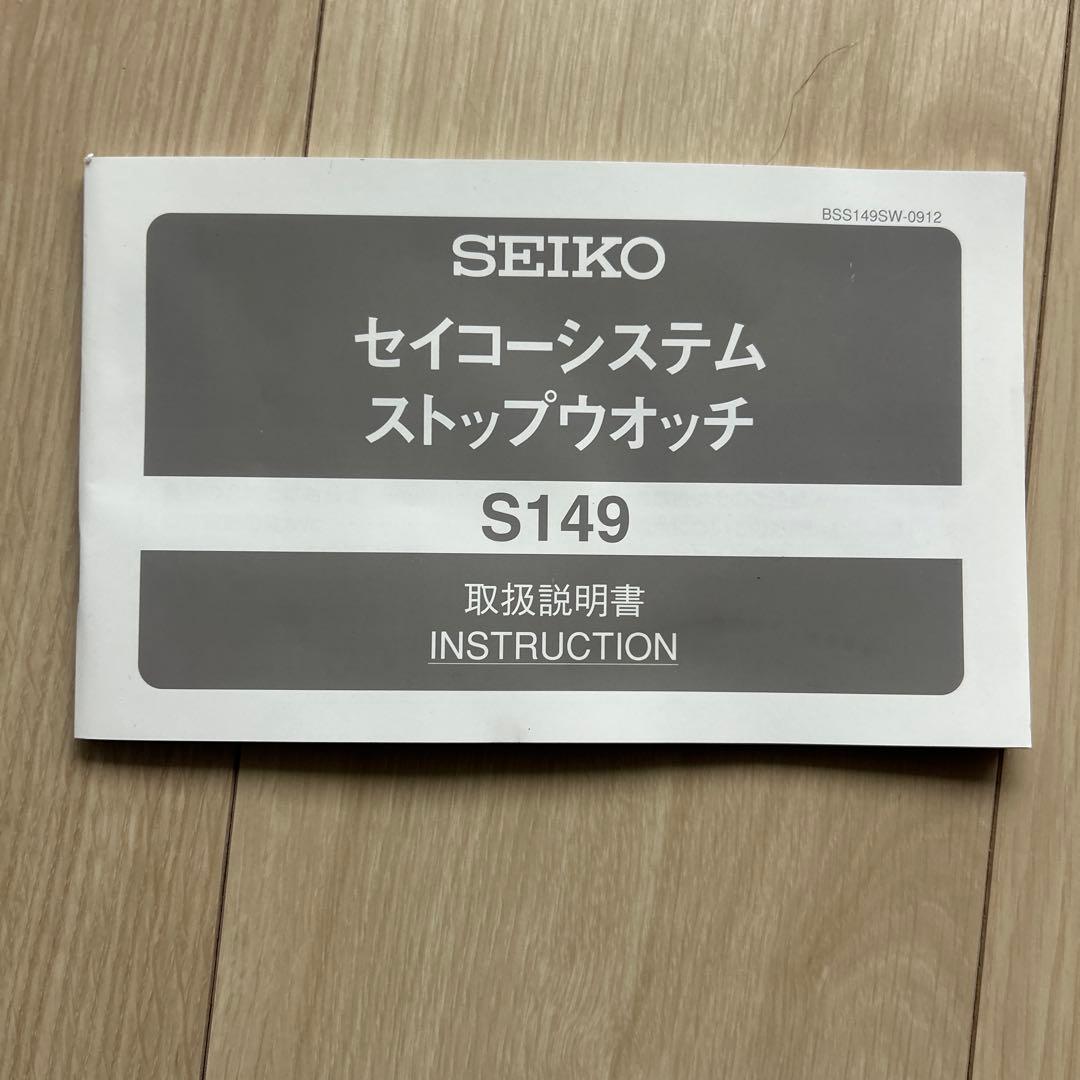 BSS149SW-0912
SEIKO
セイコーシステム
ストップウオッチ
S149
取扱説明書
INSTRUCTION